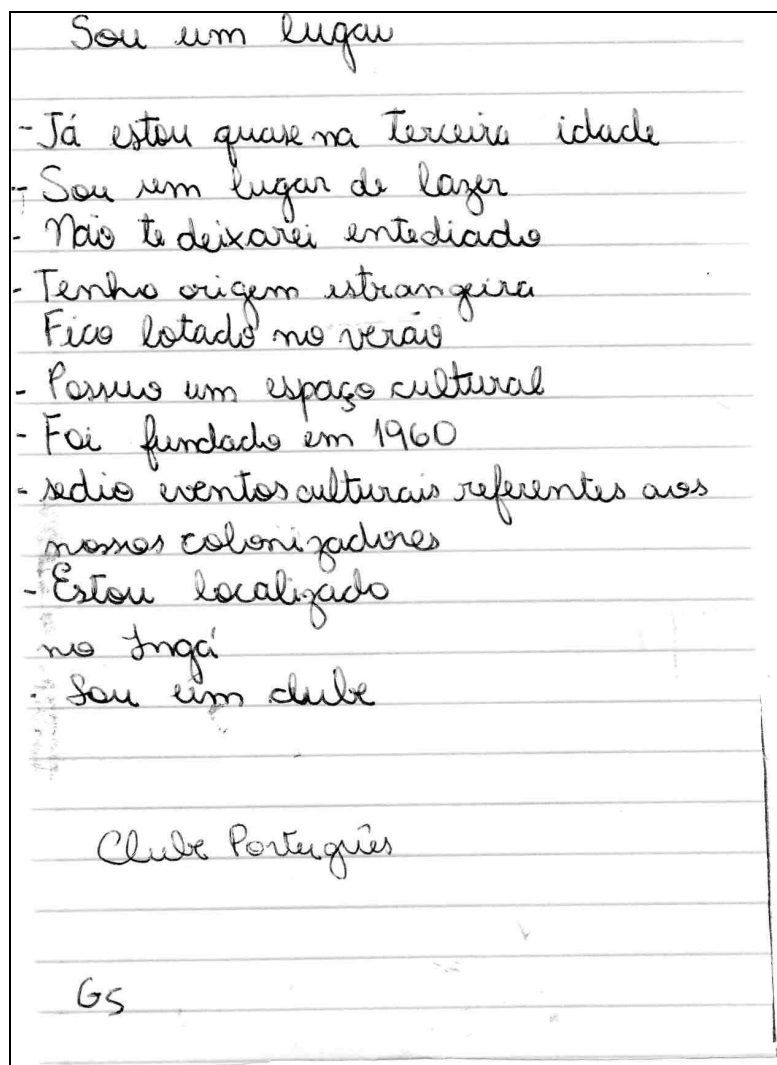 Sou um lugar
- Já estou quase na terceira idade
- Sou um lugar de lazer
- Não te deixarei entediado
- Tenho origem estrangeira
Fico lotado no verão
- Possuo um espaço cultural
- Foi fundado em 1960
- sedio eventos culturais referentes aos
nossos colonizadores
- Estou localizado
no Ingá
- Sou um clube
Clube Português
GS